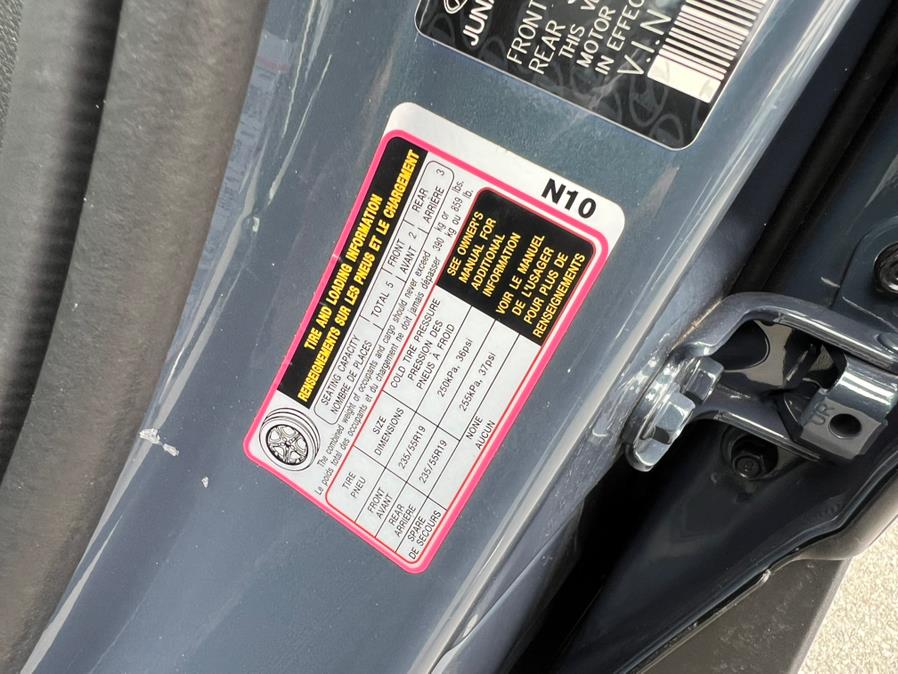 JUN
FRONT
REAR
THIS
MOTOR
IN EFFEC
V.I.N
N10
TIRE AND LOADING INFORMATION
RENSEIGNEMENTS SUR LES PNEUS ET LE CHARGEMENT
SEATING CAPACITY TOTAL 5 FRONT 2 REAR 3
NOMBRE DE PLACES AVANT ARRIÈRE
The combined weight of occupants and cargo should never exceed 390 kg or 859 lbs.
Le poids total des occupants et du chargement ne doit jamais dépasser kg ou lb.
TIRE SIZE COLD TIRE PRESSURE
PNEU DIMENSIONS PRESSION DES
PNEUS À FROID
FRONT 235/55R19 250kPa, 36psi
AVANT
REAR 235/55R19 255kPa, 37psi
ARRIÈRE
SPARE NONE
DE SECOURS AUCUN
SEE OWNER'S
MANUAL FOR
ADDITIONAL
INFORMATION
VOIR LE MANUEL
DE L'USAGER
POUR PLUS DE
RENSEIGNEMENTS
UR